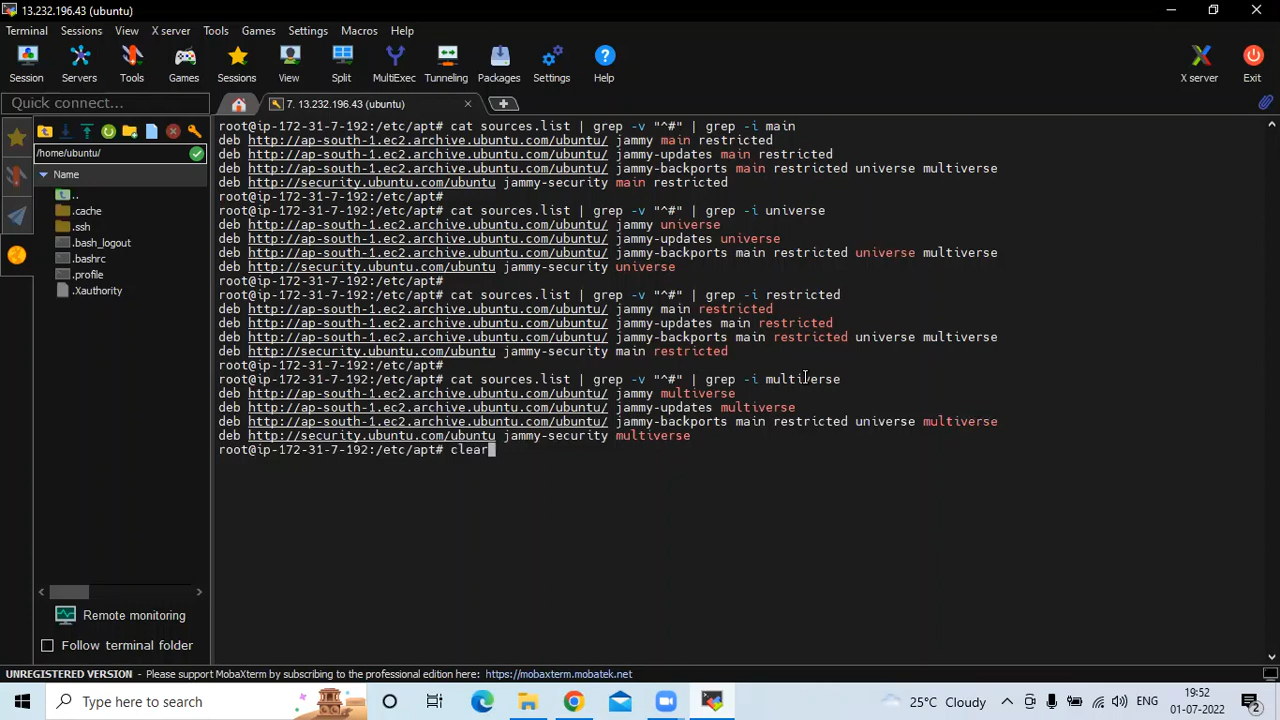 13.232.196.43 (ubuntu)
Terminal Sessions View X server Tools Games Settings Macros Help
Session Servers Tools Games Sessions View Split MultiExec Tunneling Packages Settings Help X server Exit
Quick connect...
7. 13.232.196.43 (ubuntu)
/home/ubuntu/
Name
..
.cache
.ssh
.bash_logout
.bashrc
.profile
.Xauthority
Remote monitoring
Follow terminal folder
root@ip-172-31-7-192:/etc/apt# cat sources.list | grep -v "^#" | grep -i main
deb http://ap-south-1.ec2.archive.ubuntu.com/ubuntu/ jammy main restricted
deb http://ap-south-1.ec2.archive.ubuntu.com/ubuntu/ jammy-updates main restricted
deb http://ap-south-1.ec2.archive.ubuntu.com/ubuntu/ jammy-backports main restricted universe multiverse
deb http://security.ubuntu.com/ubuntu jammy-security main restricted
root@ip-172-31-7-192:/etc/apt#
root@ip-172-31-7-192:/etc/apt# cat sources.list | grep -v "^#" | grep -i universe
deb http://ap-south-1.ec2.archive.ubuntu.com/ubuntu/ jammy universe
deb http://ap-south-1.ec2.archive.ubuntu.com/ubuntu/ jammy-updates universe
deb http://ap-south-1.ec2.archive.ubuntu.com/ubuntu/ jammy-backports main restricted universe multiverse
deb http://security.ubuntu.com/ubuntu jammy-security universe
root@ip-172-31-7-192:/etc/apt#
root@ip-172-31-7-192:/etc/apt# cat sources.list | grep -v "^#" | grep -i restricted
deb http://ap-south-1.ec2.archive.ubuntu.com/ubuntu/ jammy main restricted
deb http://ap-south-1.ec2.archive.ubuntu.com/ubuntu/ jammy-updates main restricted
deb http://ap-south-1.ec2.archive.ubuntu.com/ubuntu/ jammy-backports main restricted universe multiverse
deb http://security.ubuntu.com/ubuntu jammy-security main restricted
root@ip-172-31-7-192:/etc/apt#
root@ip-172-31-7-192:/etc/apt# cat sources.list | grep -v "^#" | grep -i multiverse
deb http://ap-south-1.ec2.archive.ubuntu.com/ubuntu/ jammy multiverse
deb http://ap-south-1.ec2.archive.ubuntu.com/ubuntu/ jammy-updates multiverse
deb http://ap-south-1.ec2.archive.ubuntu.com/ubuntu/ jammy-backports main restricted universe multiverse
deb http://security.ubuntu.com/ubuntu jammy-security multiverse
root@ip-172-31-7-192:/etc/apt# clear
UNREGISTERED VERSION - Please support MobaXterm by subscribing to the professional edition here: https://mobaxterm.mobatek.net
Type here to search
25°C Cloudy
ENG
19:52
01-07-2022
2